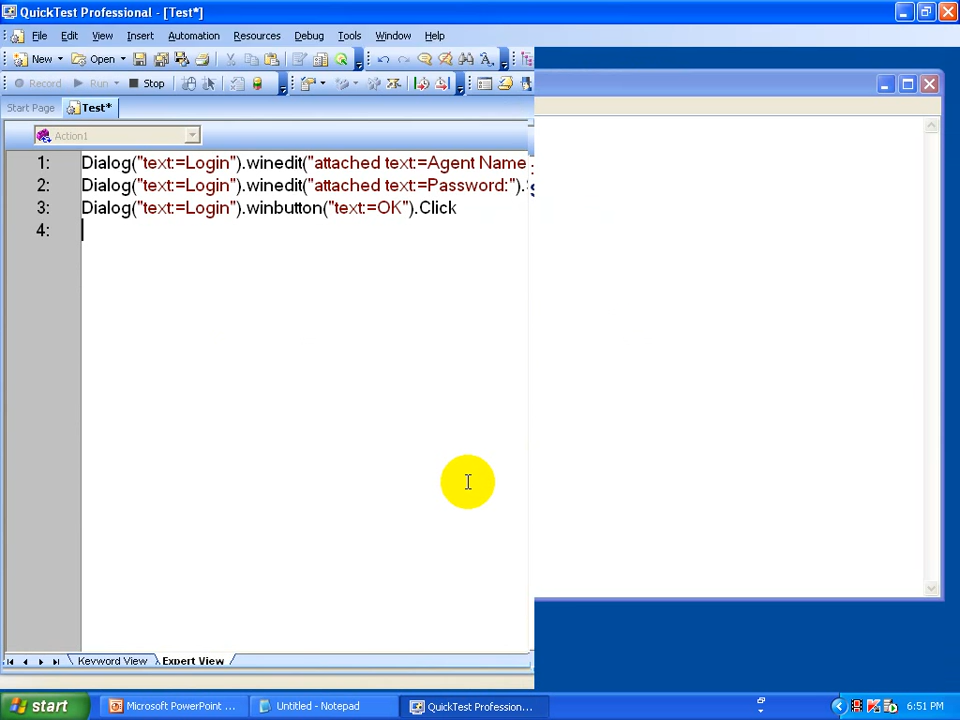 QuickTest Professional - [Test*]
File Edit View Insert Automation Resources Debug Tools Window Help
New Open
Record Run Stop
Start Page Test*
Action1
1: Dialog("text:=Login").winedit("attached text:=Agent Name
2: Dialog("text:=Login").winedit("attached text:=Password:").
3: Dialog("text:=Login").winbutton("text:=OK").Click
4:
Keyword View Expert View
start Microsoft PowerPoint ... Untitled - Notepad QuickTest Profession... 6:51 PM